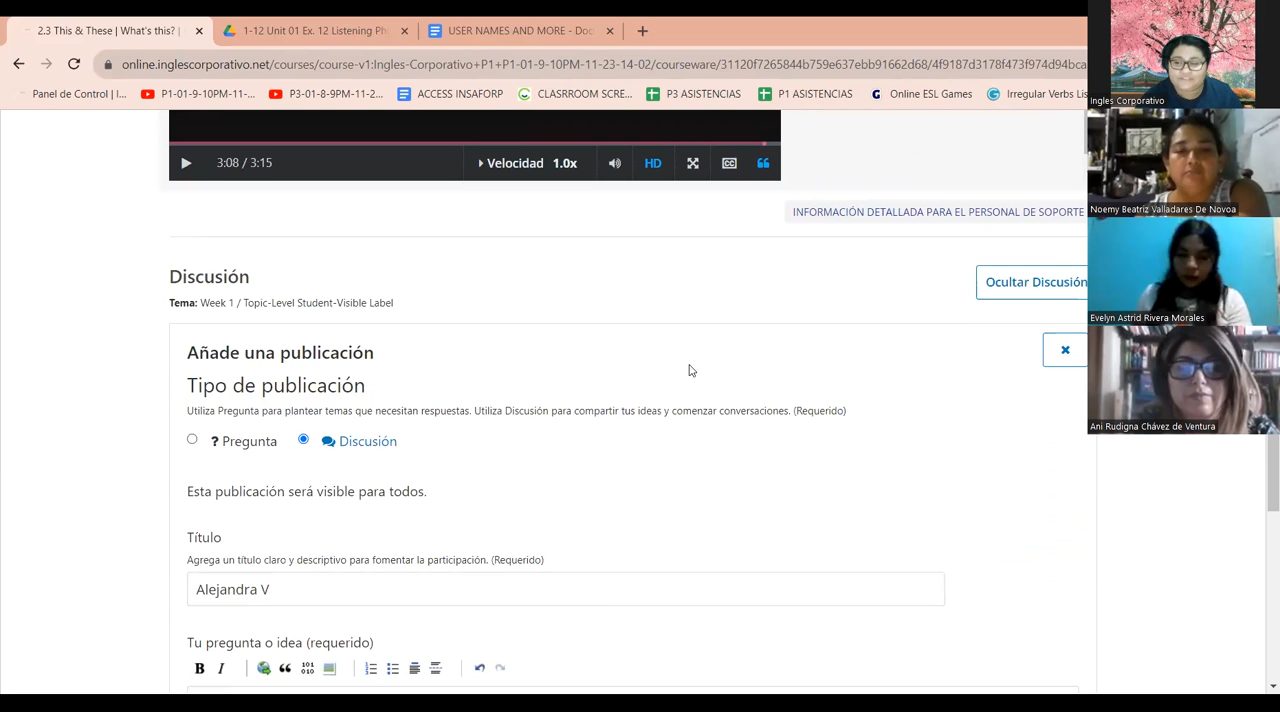 2.3 This & These | What's this? |
1-12 Unit 01 Ex. 12 Listening Ph
USER NAMES AND MORE - Doc
online.inglescorporativo.net/courses/course-v1:Ingles-Corporativo+P1+P1-01-9-10PM-11-23-14-02/courseware/31120f7265844b759e637ebb91662d68/4f9187d3178f473f974d94bca
Panel de Control | I...
P1-01-9-10PM-11-...
P3-01-8-9PM-11-2...
ACCESO INSAFORP
CLASRROOM SCRE...
P3 ASISTENCIAS
P1 ASISTENCIAS
Online ESL Games
Irregular Verbs Lis
Ingles Corporativo
3:08 / 3:15
Velocidad 1.0x
HD
Noemy Beatriz Valladares De Novoa
INFORMACIÓN DETALLADA PARA EL PERSONAL DE SOPORTE
Discusión
Ocultar Discusión
Tema: Week 1 / Topic-Level Student-Visible Label
Evelyn Astrid Rivera Morales
Añade una publicación
Tipo de publicación
Utiliza Pregunta para plantear temas que necesitan respuestas. Utiliza Discusión para compartir tus ideas y comenzar conversaciones. (Requerido)
Ani Rudigna Chávez de Ventura
? Pregunta
Discusión
Esta publicación será visible para todos.
Título
Agrega un título claro y descriptivo para fomentar la participación. (Requerido)
Alejandra V
Tu pregunta o idea (requerido)
B I